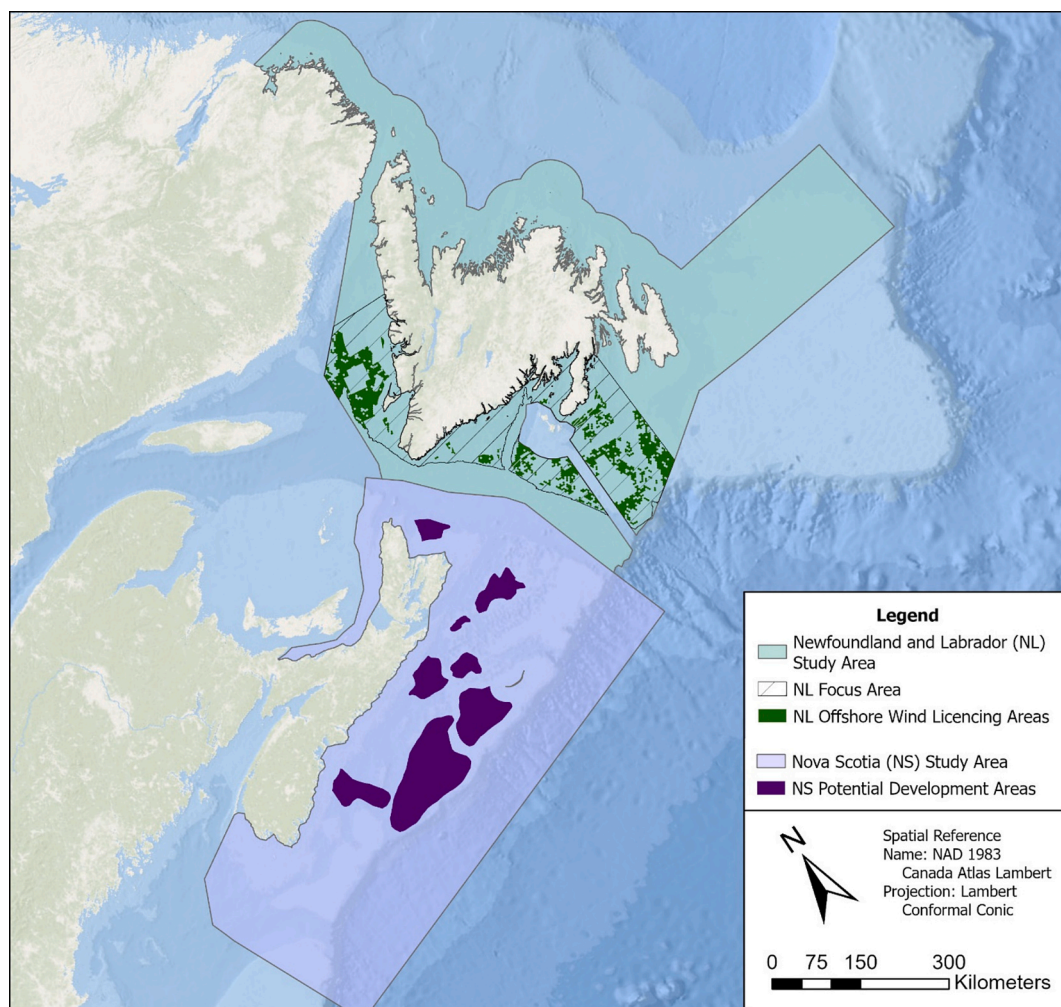 Legend
Newfoundland and Labrador (NL)
Study Area
NL Focus Area
NL Offshore Wind Licencing Areas
Nova Scotia (NS) Study Area
NS Potential Development Areas
N
Spatial Reference
Name: NAD 1983
Canada Atlas Lambert
Projection: Lambert
Conformal Conic
0 75 150 300
Kilometers